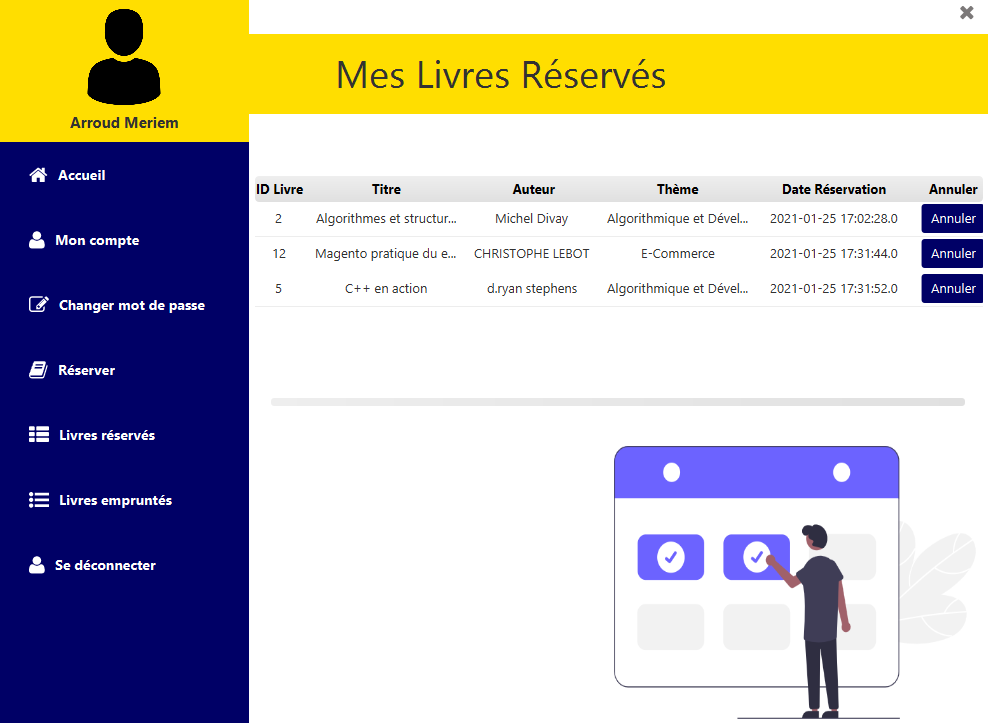 Arroud Meriem
Accueil
Mon compte
Changer mot de passe
Réserver
Livres réservés
Livres empruntés
Se déconnecter
Mes Livres Réservés
ID Livre Titre Auteur Thème Date Réservation Annuler
2 Algorithmes et structur... Michel Divay Algorithmique et Dével... 2021-01-25 17:02:28.0 Annuler
12 Magento pratique du e... CHRISTOPHE LEBOT E-Commerce 2021-01-25 17:31:44.0 Annuler
5 C++ en action d.ryan stephens Algorithmique et Dével... 2021-01-25 17:31:52.0 Annuler